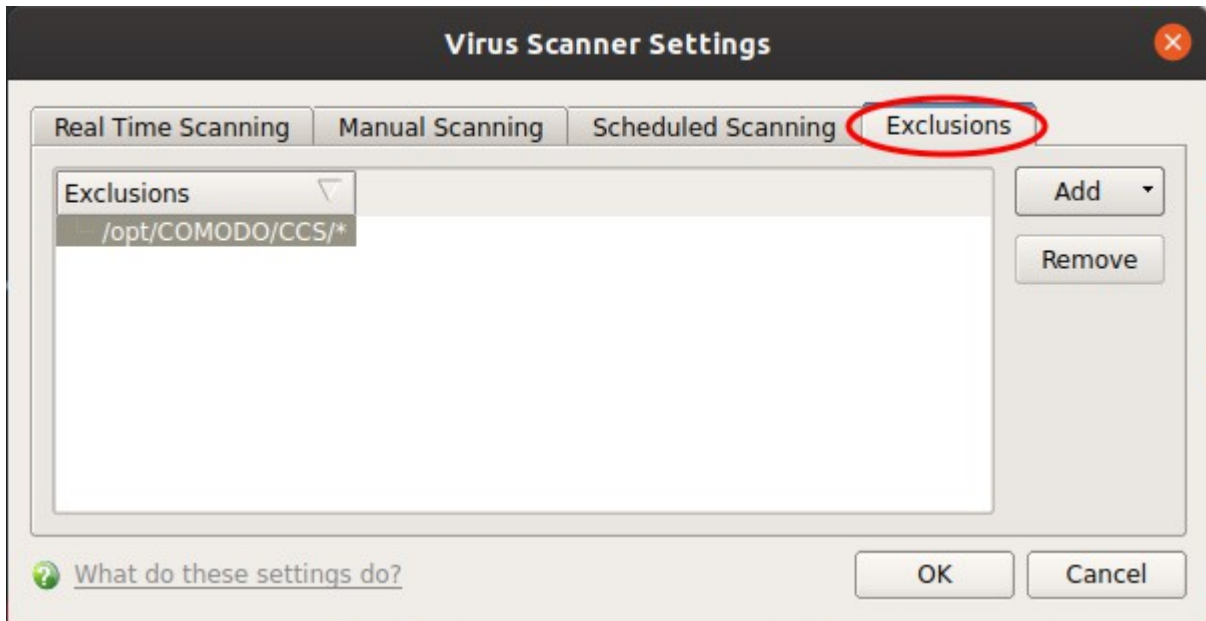 Virus Scanner Settings
Real Time Scanning Manual Scanning Scheduled Scanning Exclusions
Exclusions Add
/opt/COMODO/CCS/*
Remove
What do these settings do? OK Cancel